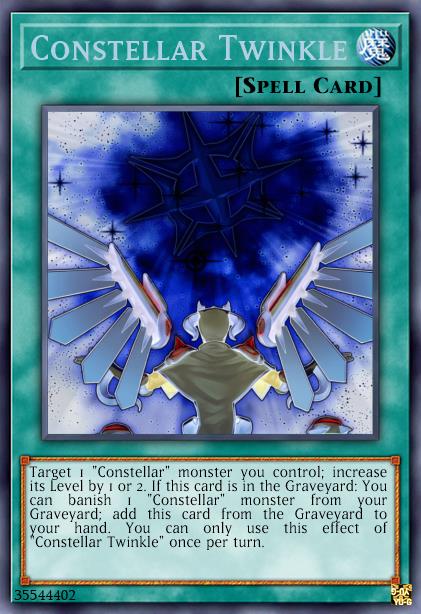 Constellar Twinkle
魔
[Spell Card]
Target 1 "Constellar" monster you control; increase
its Level by 1 or 2. If this card is in the Graveyard: You
can banish 1 "Constellar" monster from your
Graveyard; add this card from the Graveyard to
your hand. You can only use this effect of
"Constellar Twinkle" once per turn.
35544402